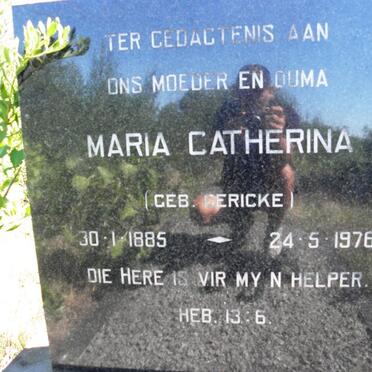 TER GEDACTENIS AAN
ONS MOEDER EN OUMA
MARIA CATHERINA
(GEB. GERICKE)
30-1-1885 24-5-1976
DIE HERE IS VIR MY N HELPER.
HEB. 13:6.